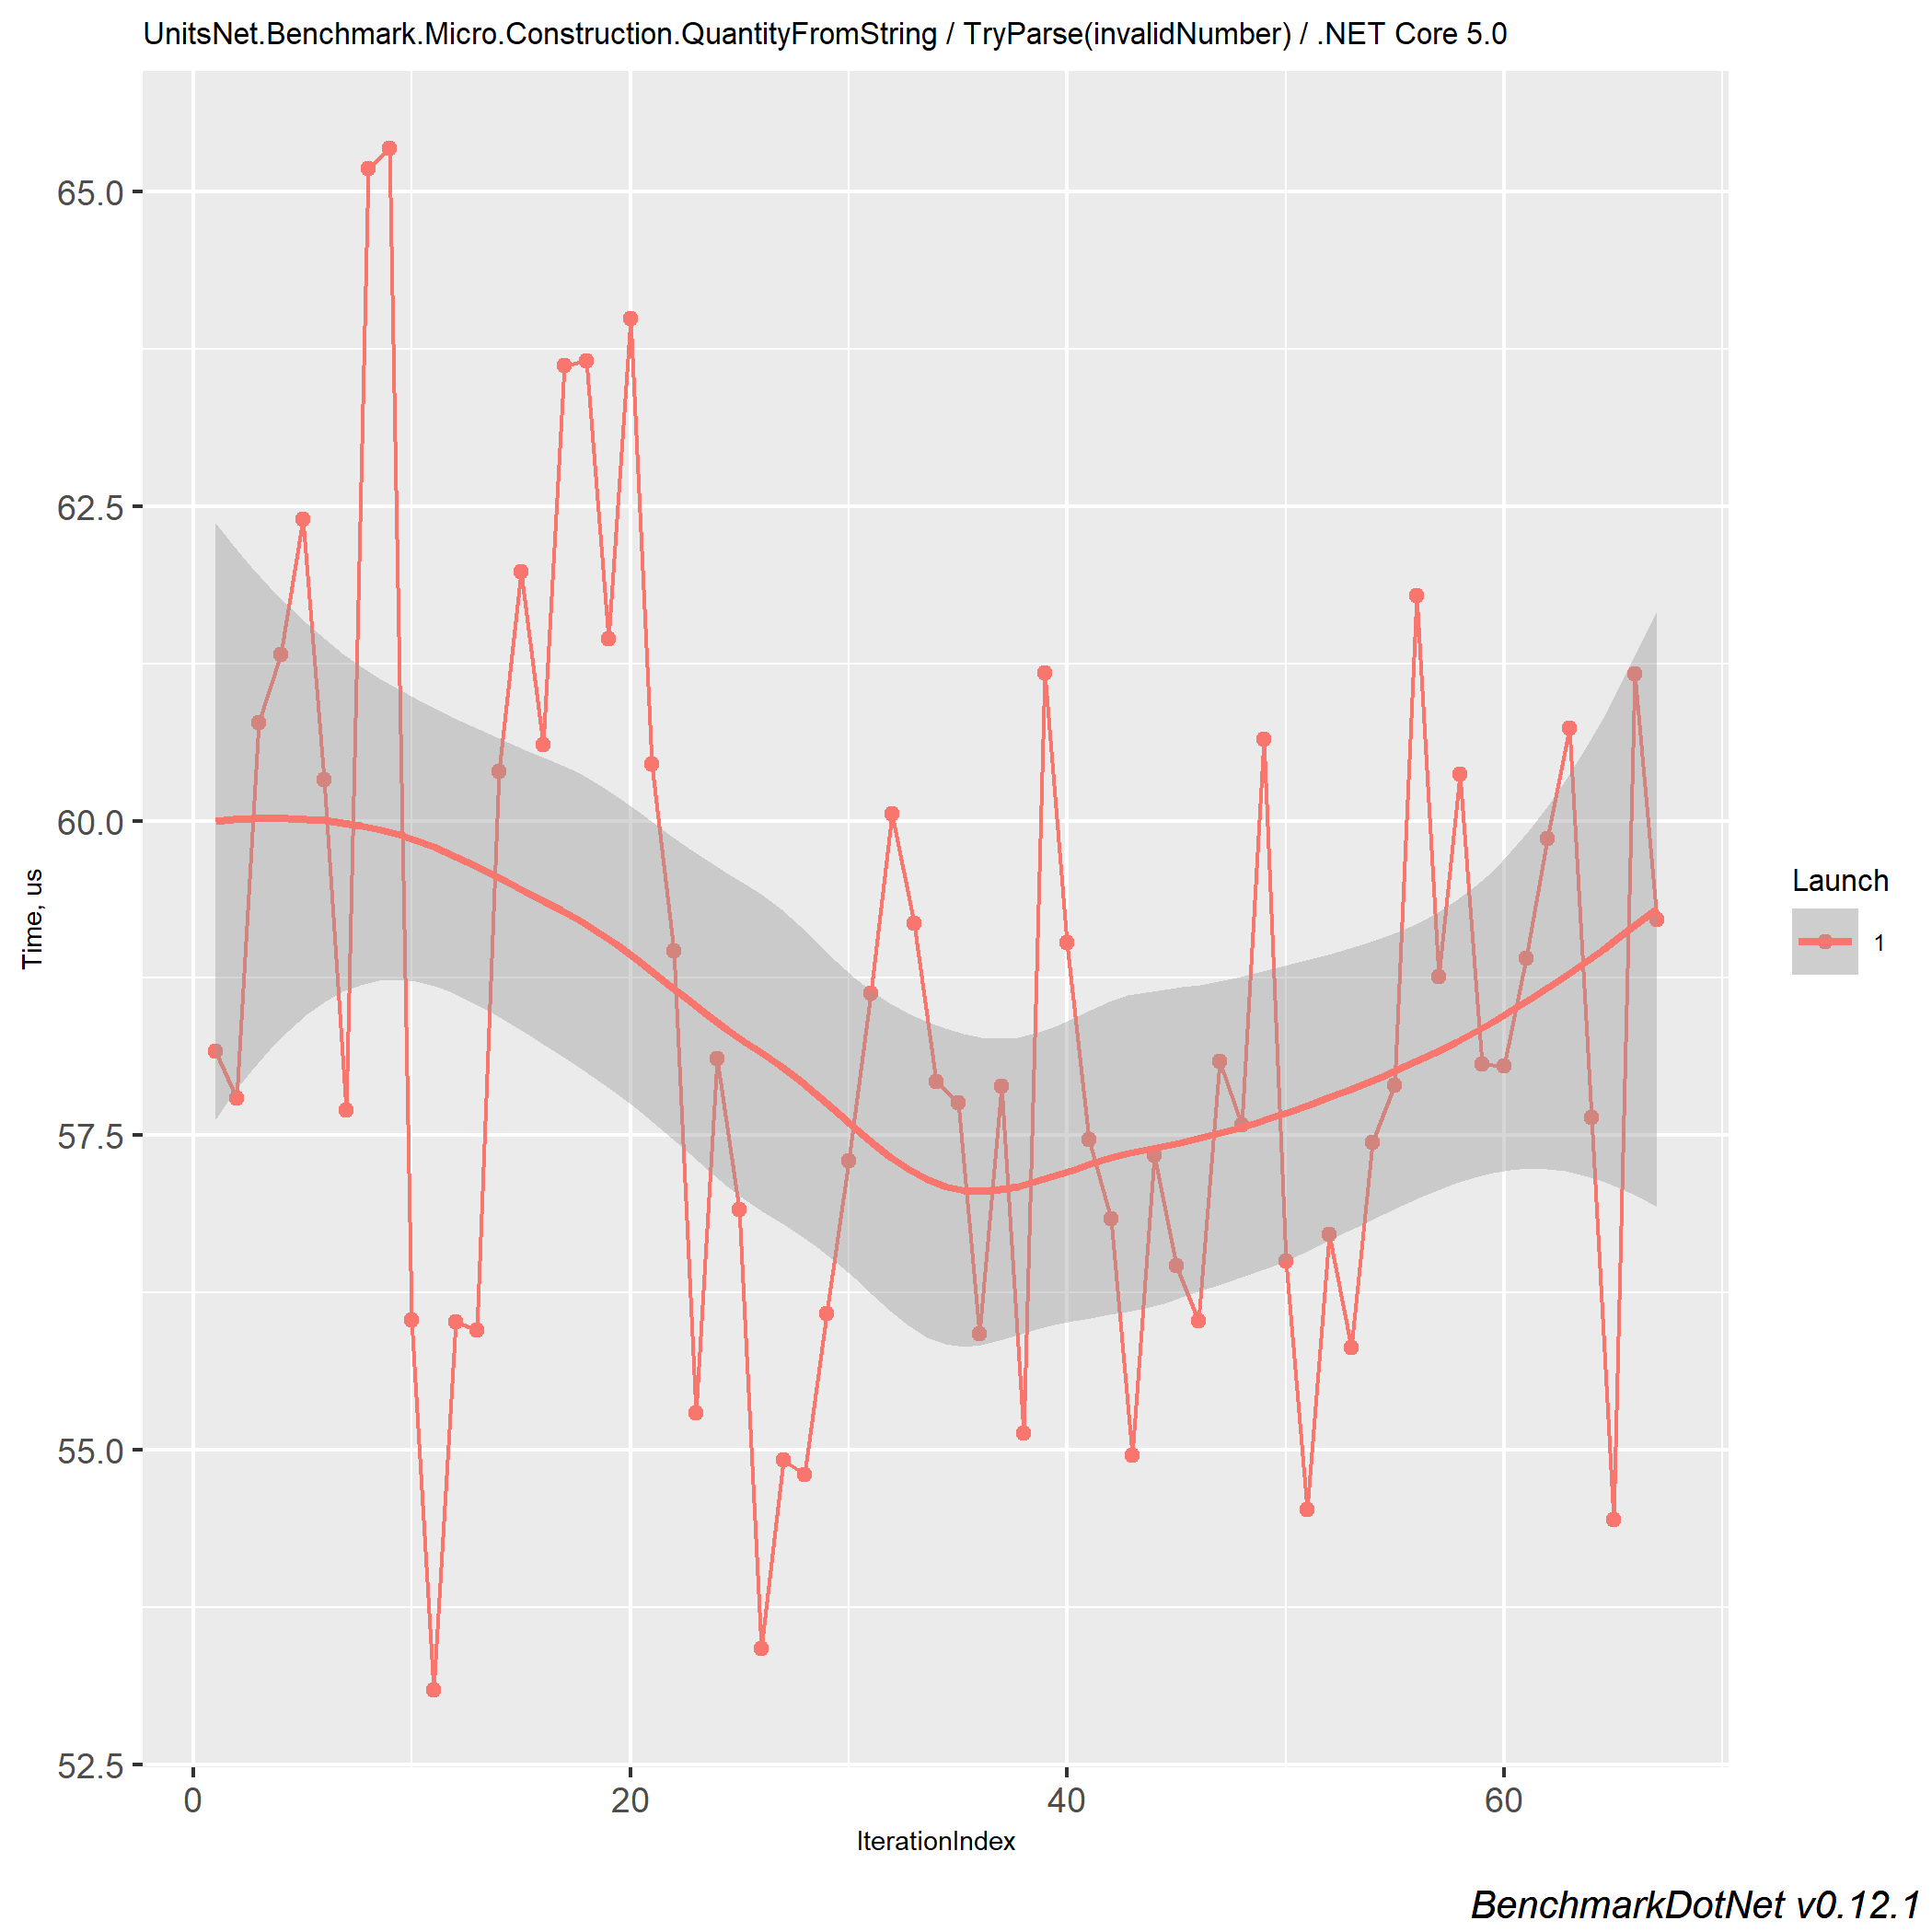 UnitsNet.Benchmark.Micro.Construction.QuantityFromString / TryParse(invalidNumber) / .NET Core 5.0
65.0
62.5
60.0
57.5
55.0
52.5
Time, us
0 20 40 60
IterationIndex
Launch
1
BenchmarkDotNet v0.12.1